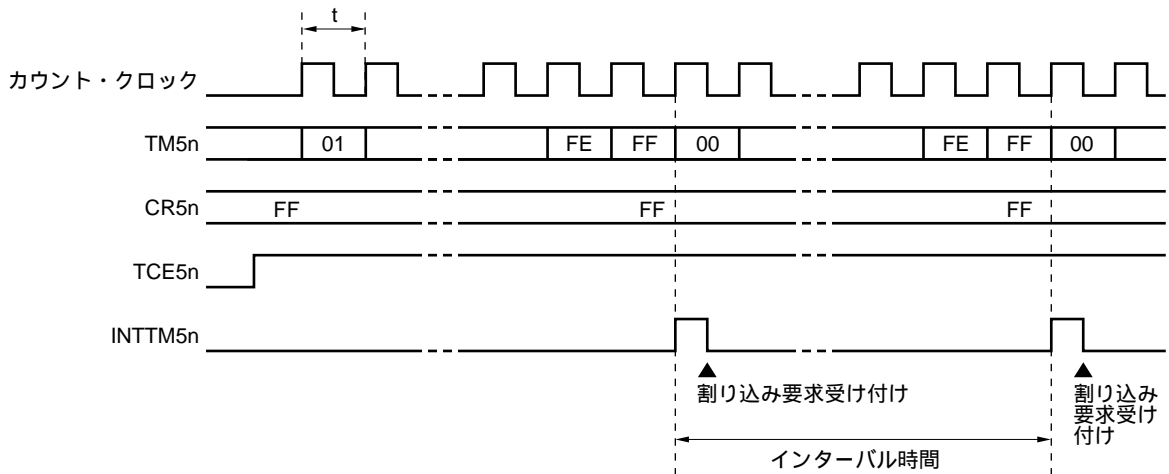 t
カウント・クロック
TM5n
01
FE
FF
00
FE
FF
00
CR5n
FF
FF
FF
TCE5n
INTTM5n
割り込み要求受け付け
割り込み
要求受け
付け
インターバル時間